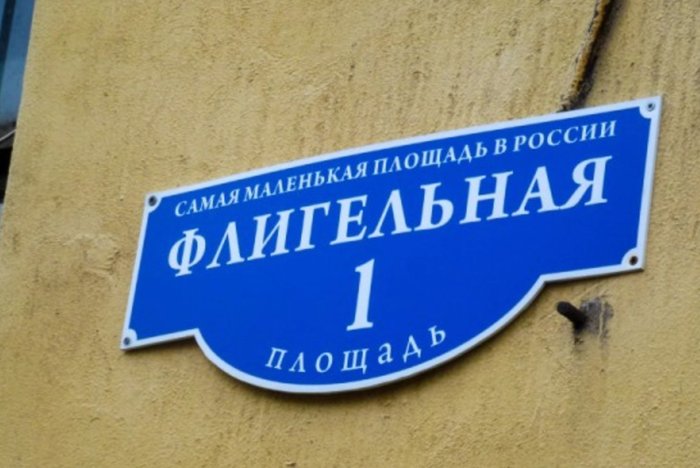 САМАЯ МАЛЕНЬКАЯ ПЛОЩАДЬ В РОССИИ
ФЛИГЕЛЬНАЯ
1
площадь